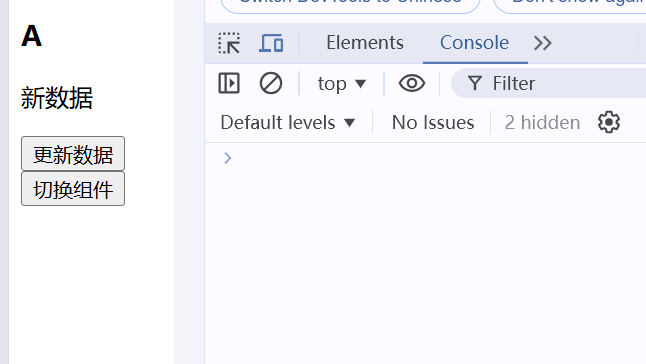 Switch DevTools to Chinese Don't show again
A
新数据
更新数据
切换组件
Elements Console
top Filter
Default levels No Issues 2 hidden